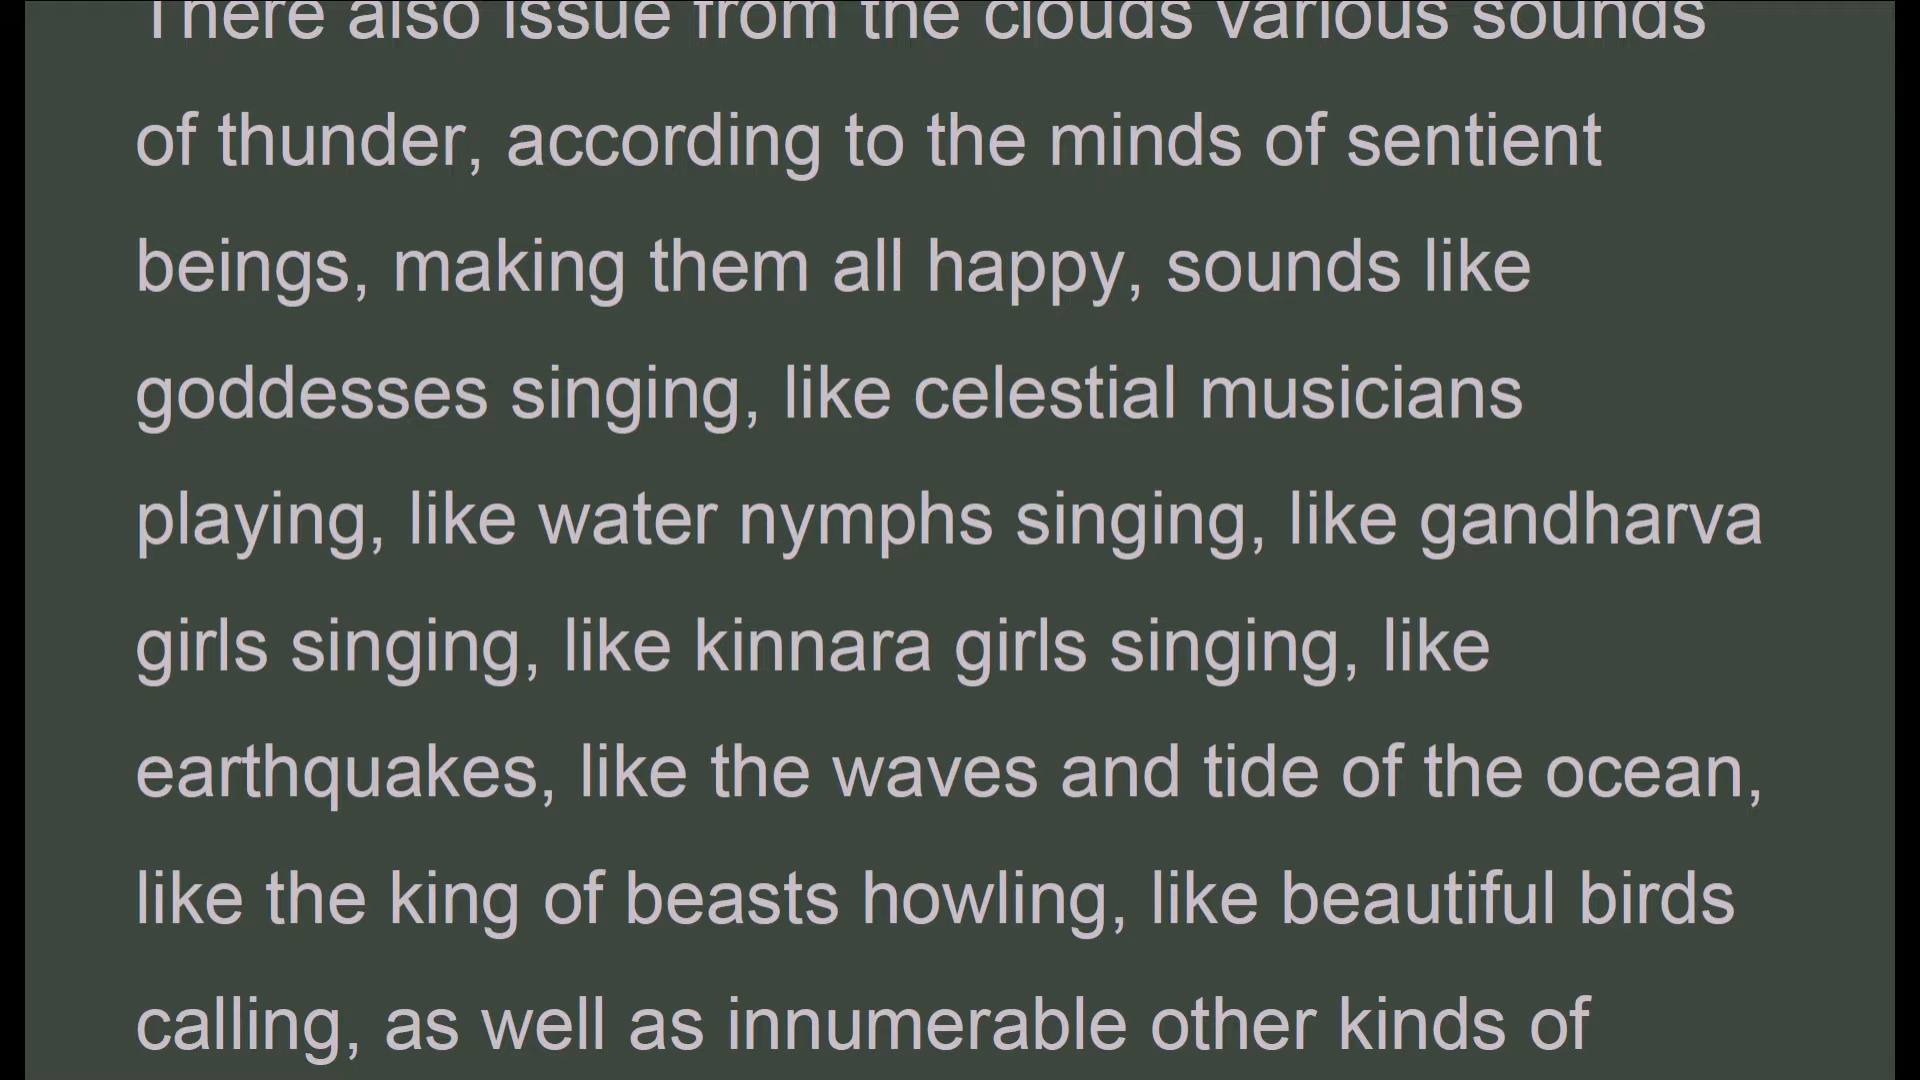 There also issue from the clouds various sounds
of thunder, according to the minds of sentient
beings, making them all happy, sounds like
goddesses singing, like celestial musicians
playing, like water nymphs singing, like gandharva
girls singing, like kinnara girls singing, like
earthquakes, like the waves and tide of the ocean,
like the king of beasts howling, like beautiful birds
calling, as well as innumerable other kinds of